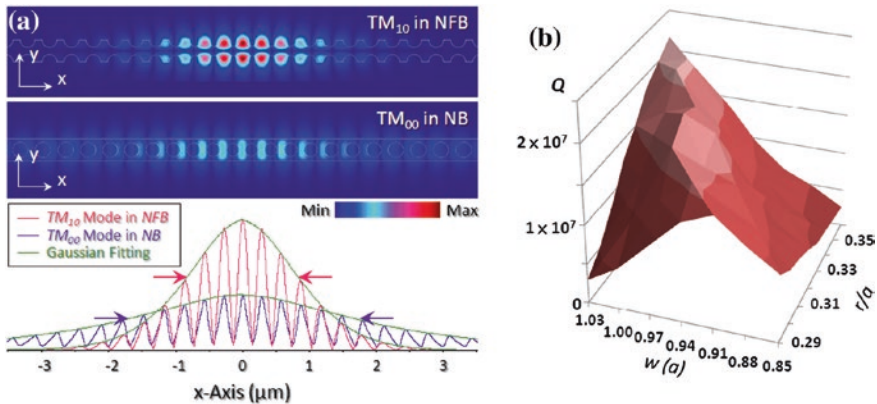 (a)
TM10 in NFB
y
x
TM00 in NB
y
x
Min Max
TM10 Mode in NFB
TM00 Mode in NB
Gaussian Fitting
-3 -2 -1 0 1 2 3
x-Axis (μm)
(b)
Q
2 x 10⁷
1 x 10⁷
0
1.03 1.00 0.97 0.94 0.91 0.88 0.85
w (a)
0.35
0.33
0.31
0.29
r/a